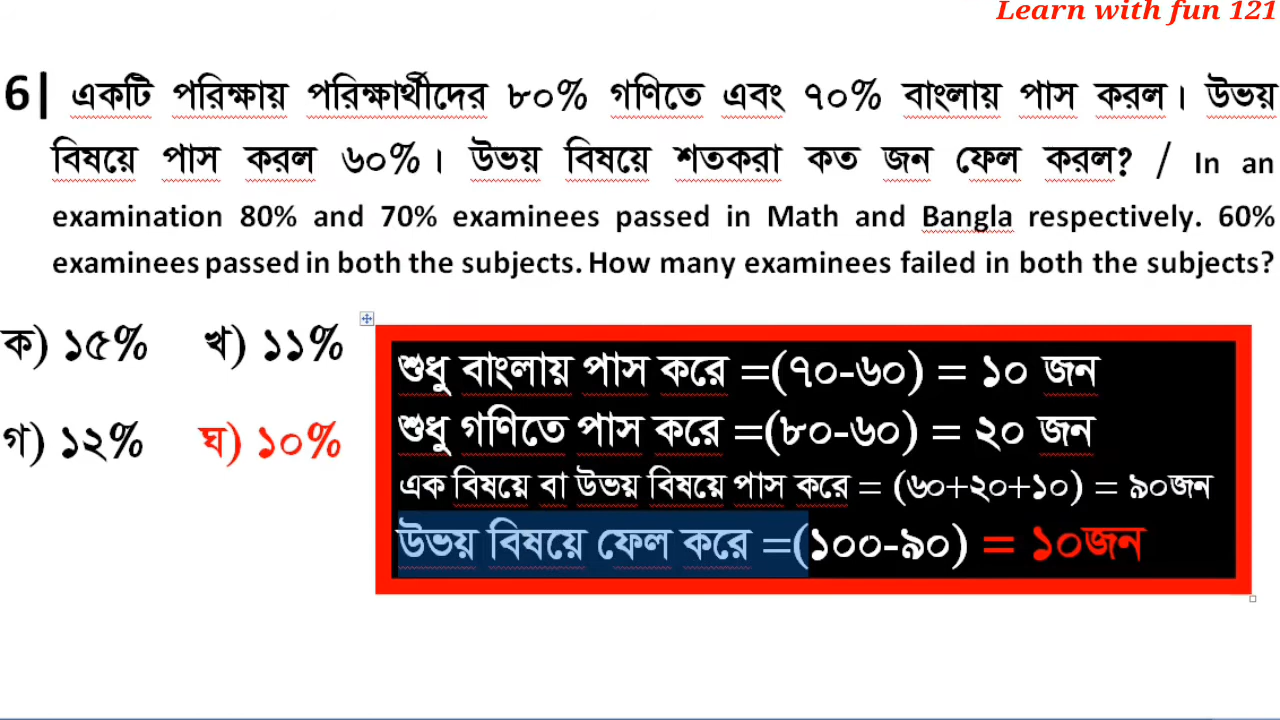 Learn with fun 121
6| একটি পরিক্ষায় পরিক্ষার্থীদের ৮০% গণিতে এবং ৭০% বাংলায় পাস করল। উভয়
বিষয়ে পাস করল ৬০%। উভয় বিষয়ে শতকরা কত জন ফেল করল? / In an
examination 80% and 70% examinees passed in Math and Bangla respectively. 60%
examinees passed in both the subjects. How many examinees failed in both the subjects?
ক) ১৫% খ) ১১%
গ) ১২% ঘ) ১০%
শুধু বাংলায় পাস করে =(৭০-৬০) = ১০ জন
শুধু গণিতে পাস করে =(৮০-৬০) = ২০ জন
এক বিষয়ে বা উভয় বিষয়ে পাস করে = (৬০+২০+১০) = ৯০জন
উভয় বিষয়ে ফেল করে =(১০০-৯০) = ১০জন